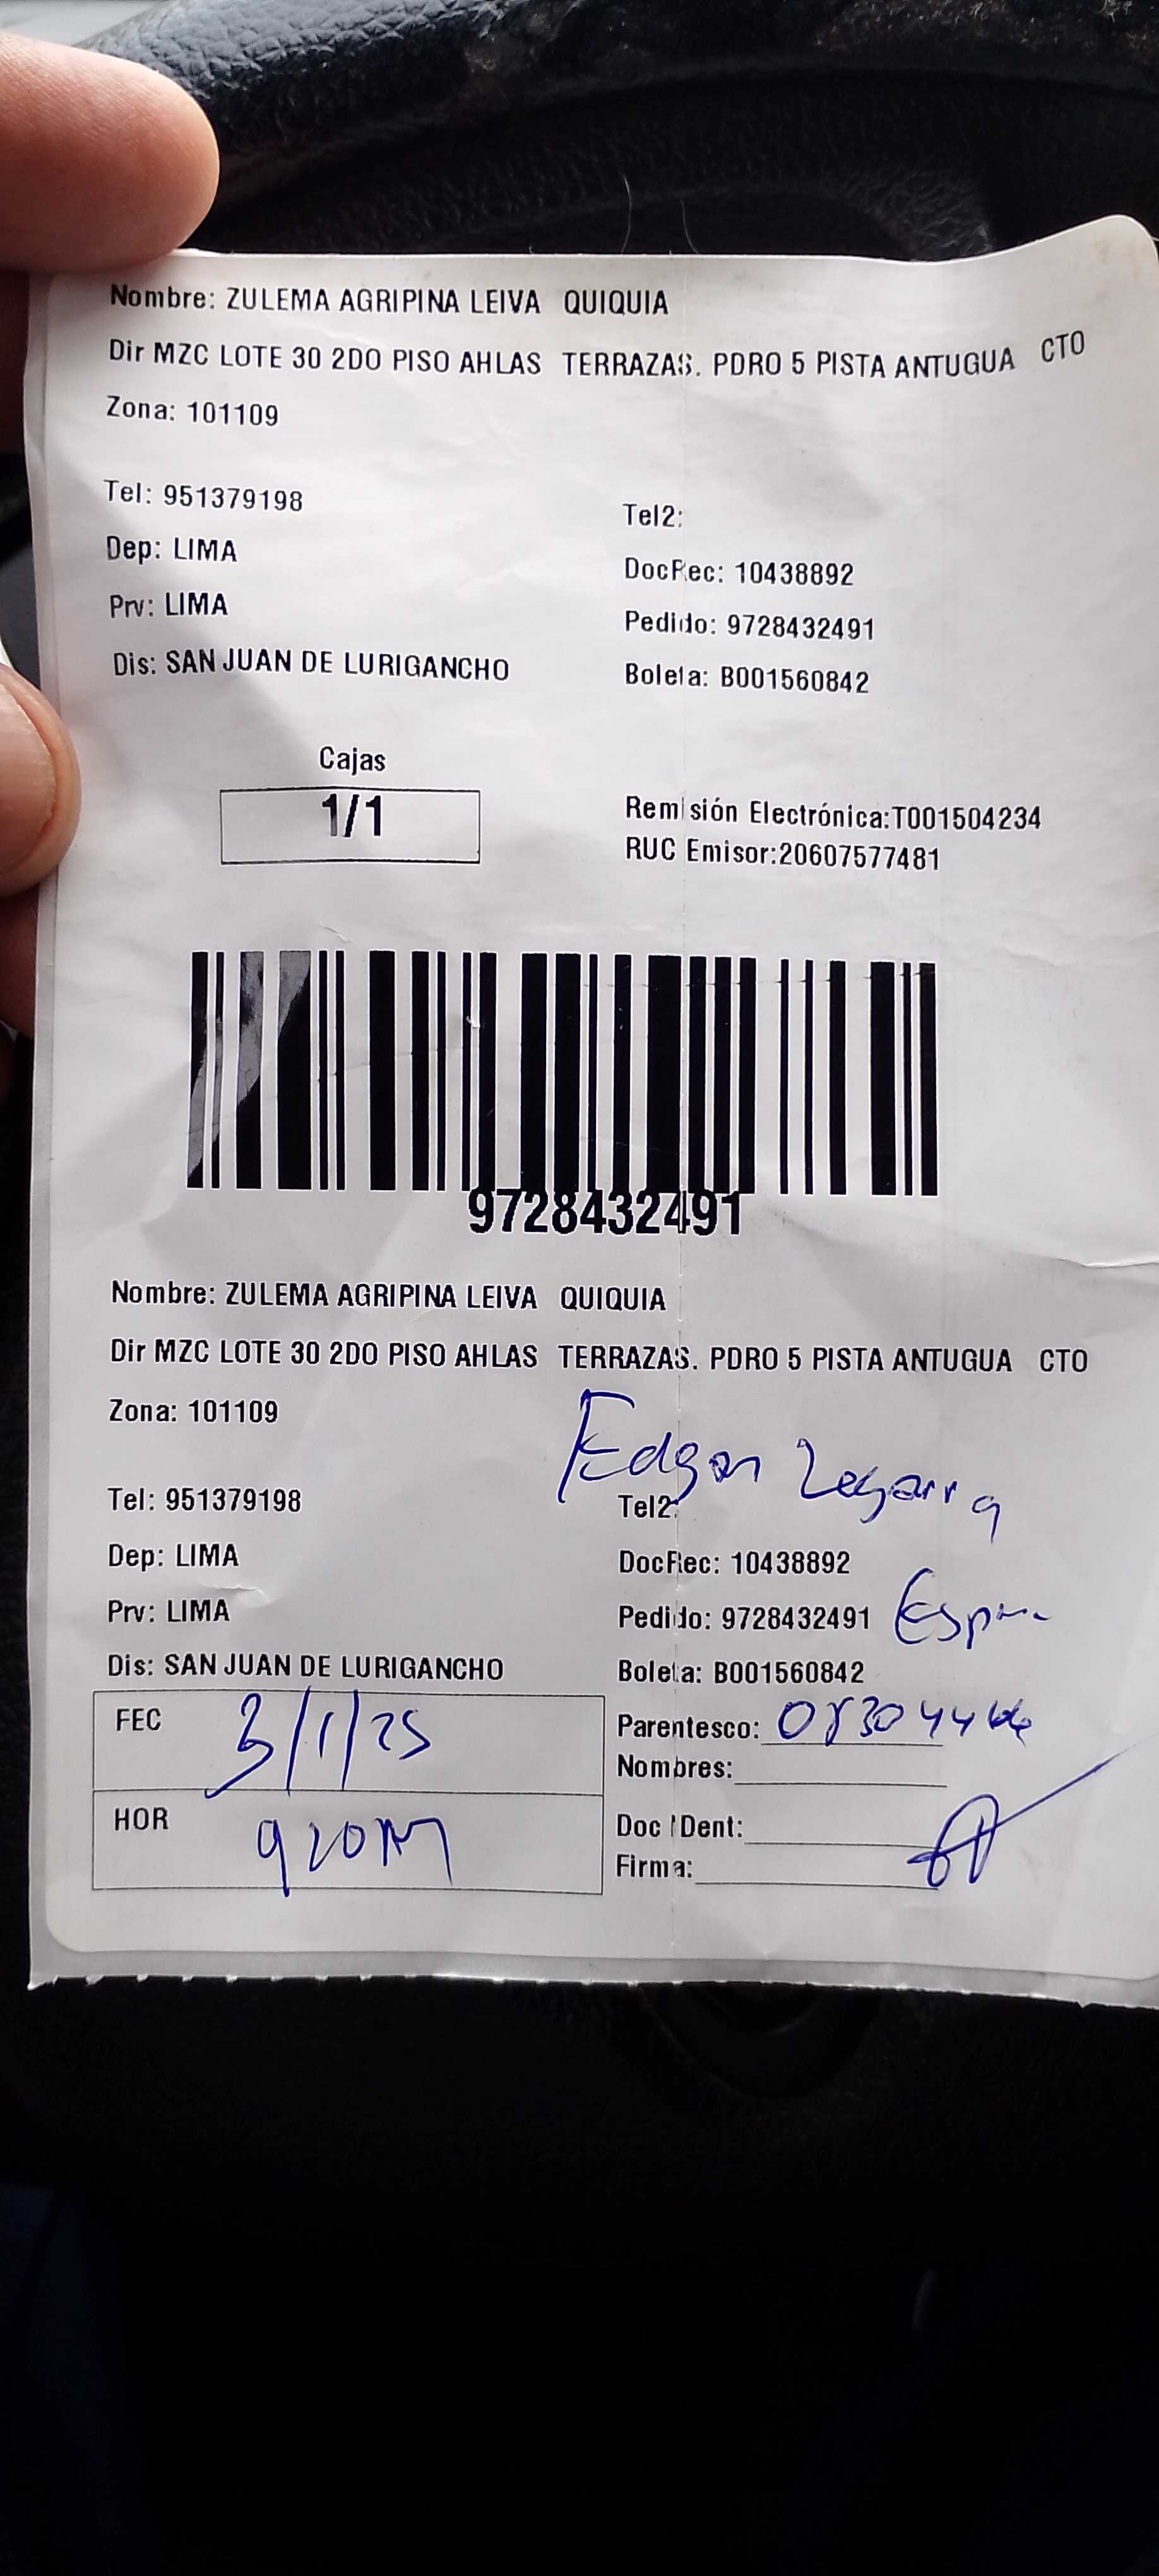 Nombre: ZULEMA AGRIPINA LEIVA QUIQUIA
Dir MZC LOTE 30 2DO PISO AHLAS TERRAZAS. PDRO 5 PISTA ANTUGUA CTO
Zona: 101109
Tel: 951379198
Tel2:
Dep: LIMA
DocRec: 10438892
Prv: LIMA
Pedido: 9728432491
Dis: SAN JUAN DE LURIGANCHO
Boleta: B001560842
Cajas
1/1
Remisión Electrónica:T001504234
RUC Emisor:20607577481
9728432491
Nombre: ZULEMA AGRIPINA LEIVA QUIQUIA
Dir MZC LOTE 30 2DO PISO AHLAS TERRAZAS. PDRO 5 PISTA ANTUGUA CTO
Zona: 101109
Edgar Legarra
Tel: 951379198
Tel2:
Dep: LIMA
DocRec: 10438892
Prv: LIMA
Pedido: 9728432491
Dis: SAN JUAN DE LURIGANCHO
Boleta: B001560842
FEC 3/1/25
Parentesco:
Nombres:
HOR
Doc IDent:
Firma: